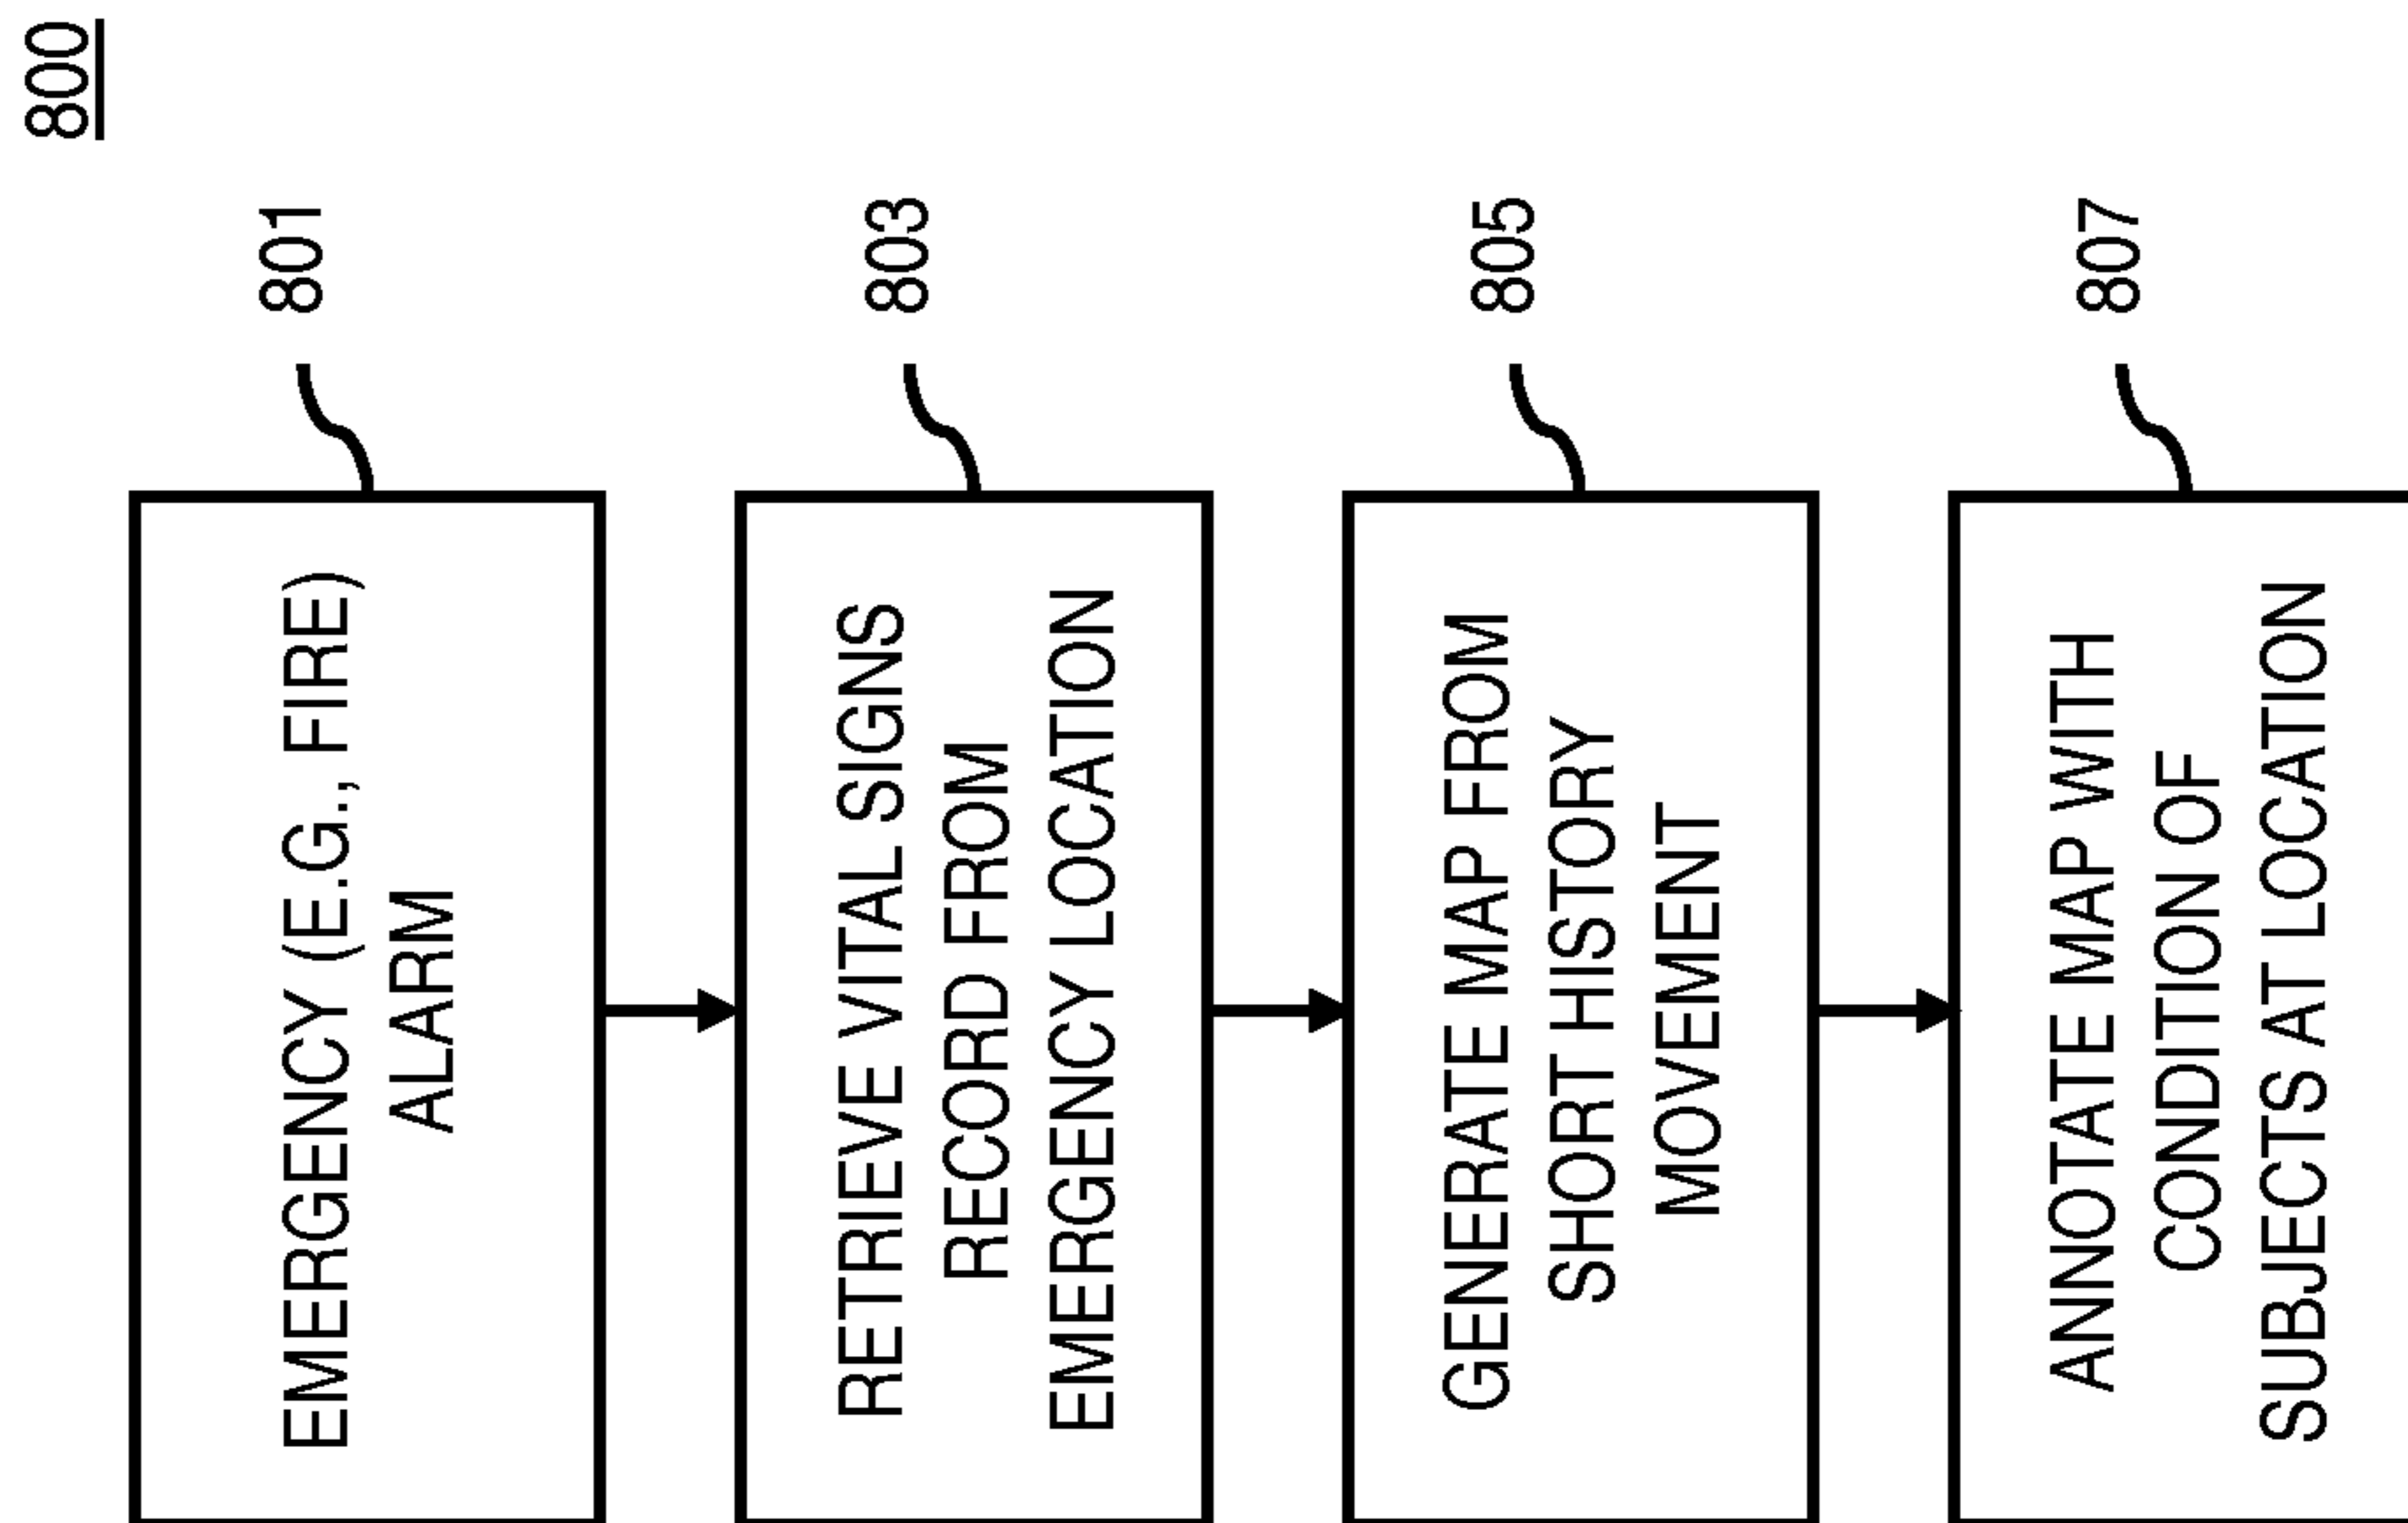 800
EMERGENCY (E.G., FIRE)
ALARM
801
RETRIEVE VITAL SIGNS
RECORD FROM
EMERGENCY LOCATION
803
GENERATE MAP FROM
SHORT HISTORY
MOVEMENT
805
ANNOTATE MAP WITH
CONDITION OF
SUBJECTS AT LOCATION
807